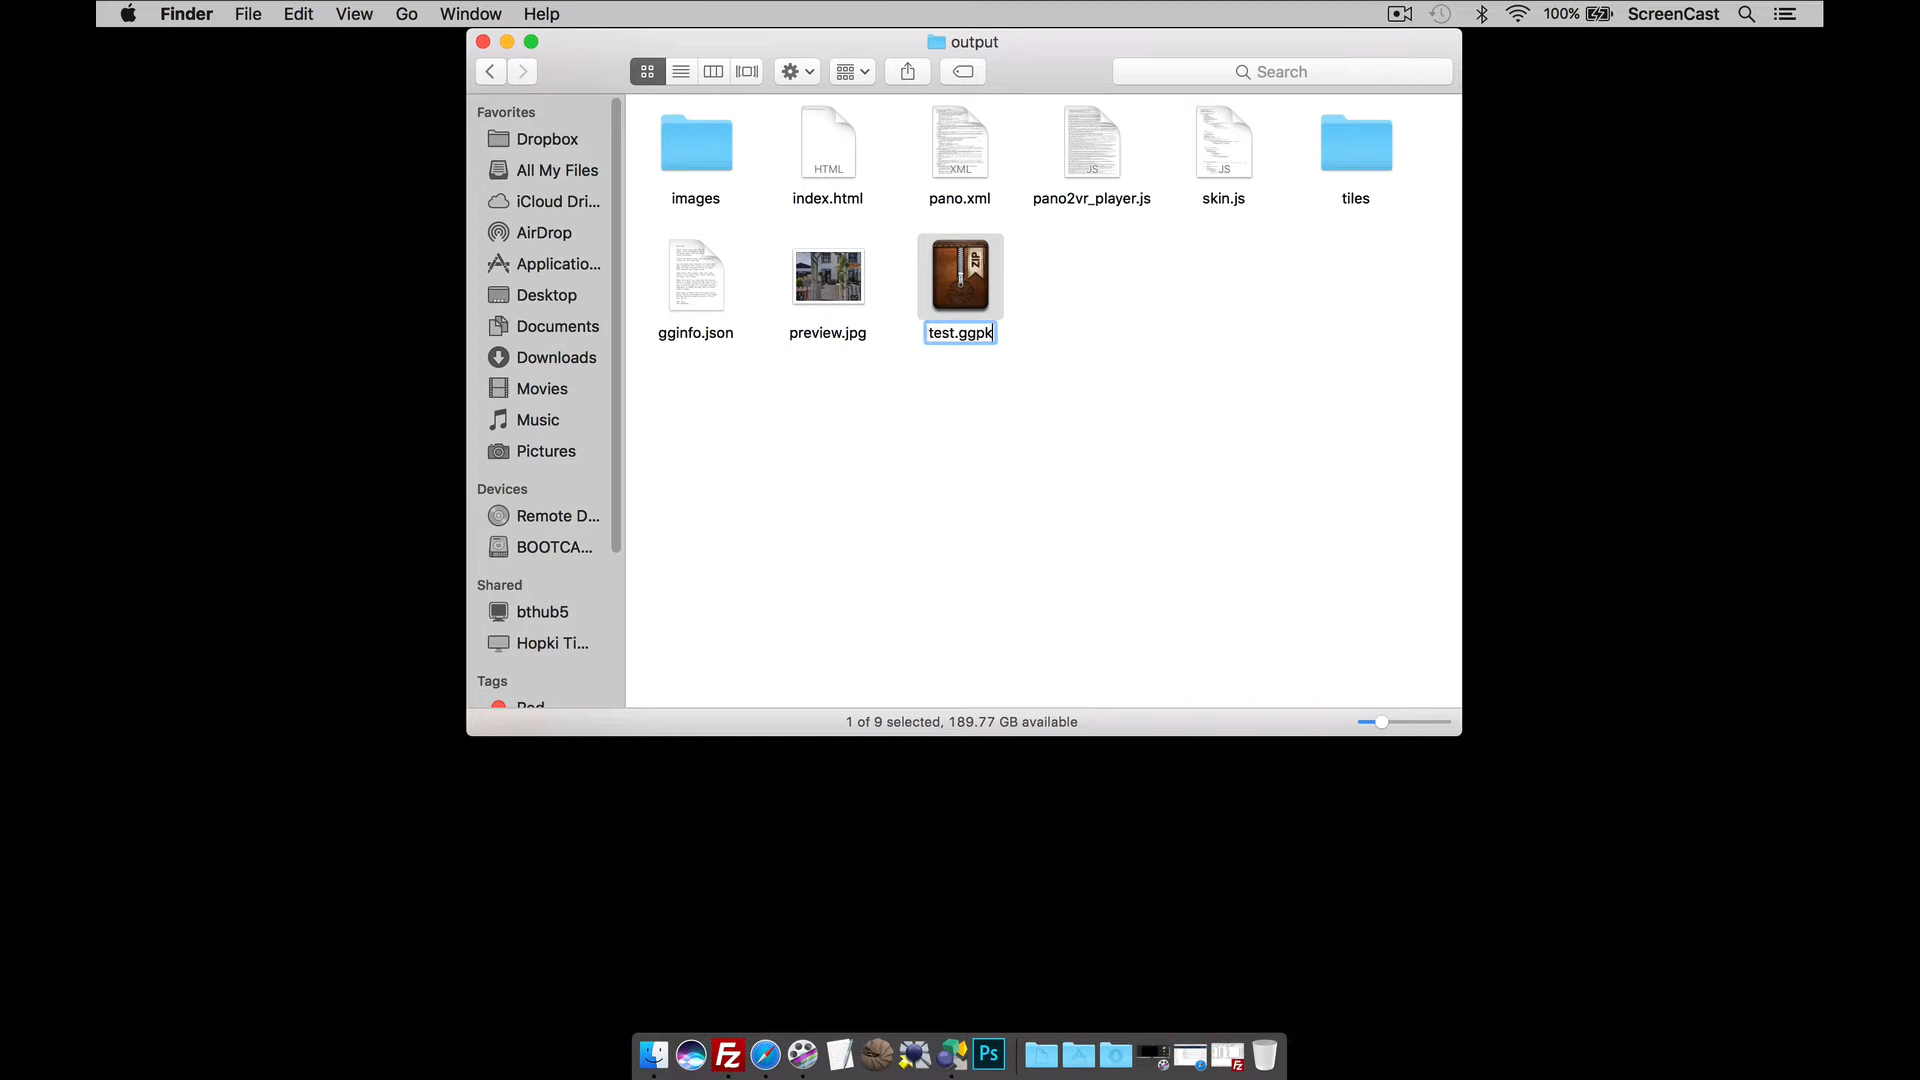 Finder File Edit View Go Window Help 100% ScreenCast
output
Search
Favorites
Dropbox
All My Files
iCloud Dri...
AirDrop
Applicatio...
Desktop
Documents
Downloads
Movies
Music
Pictures
Devices
Remote D...
BOOTCA...
Shared
bthub5
Hopki Ti...
Tags
Red
HTML
XML
JS
JS
images
index.html
pano.xml
pano2vr_player.js
skin.js
tiles
ZIP
gginfo.json
preview.jpg
test.ggpk
1 of 9 selected, 189.77 GB available
Fz
Ps